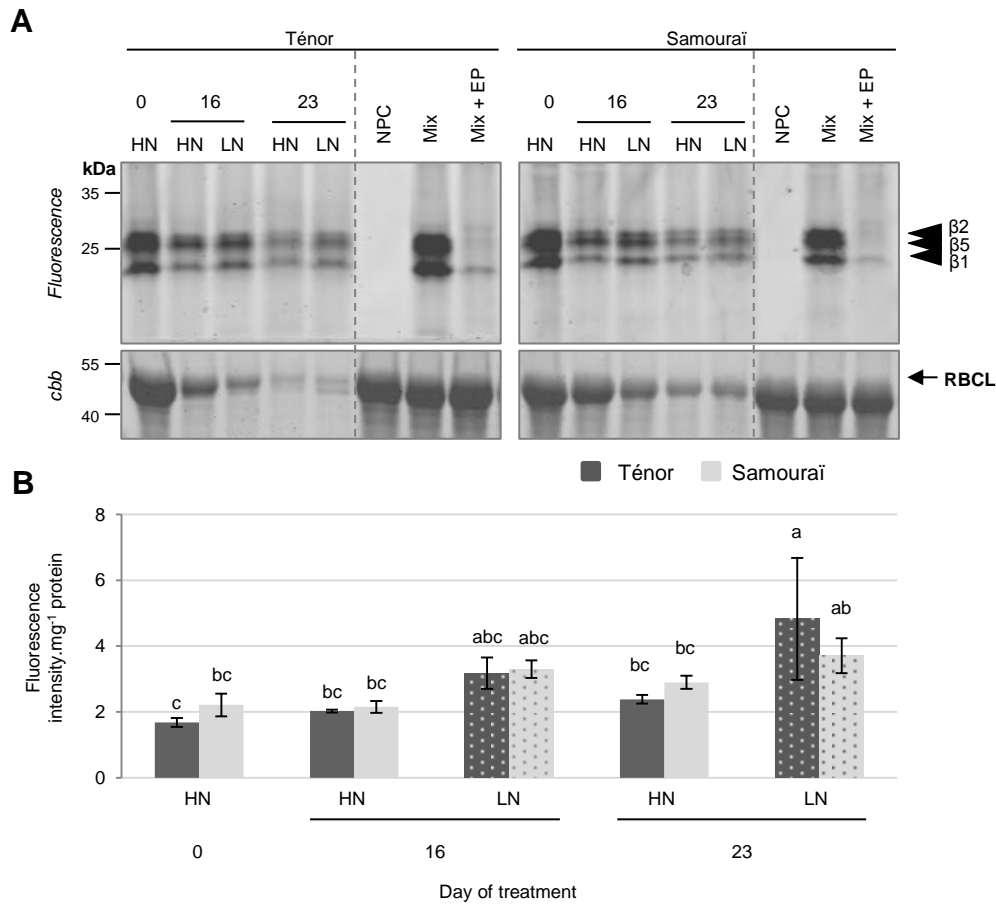 A
Ténor Samouraï
0 16 23 NPC Mix Mix + EP 0 16 23 NPC Mix Mix + EP
HN HN LN HN LN HN HN LN HN LN
kDa
35
25
Fluorescence
β2
β5
β1
55
40
cbb
RBCL
B
Ténor Samouraï
Fluorescence
intensity.mg⁻¹ protein
8
6
4
2
0
c bc bc bc abc abc bc bc a ab
HN HN LN HN LN
0 16 23
Day of treatment